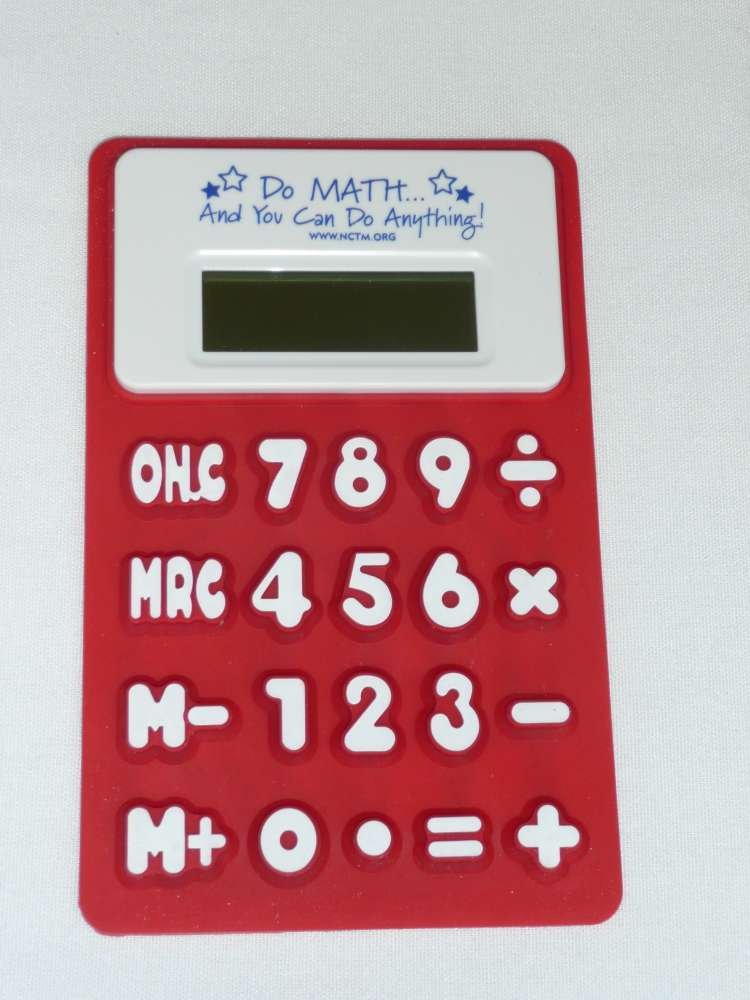 Do MATH...
And You Can Do Anything!
WWW.NCTM.ORG
ON.C 7 8 9 ÷
MRC 4 5 6 ×
M- 1 2 3 -
M+ 0 . = +